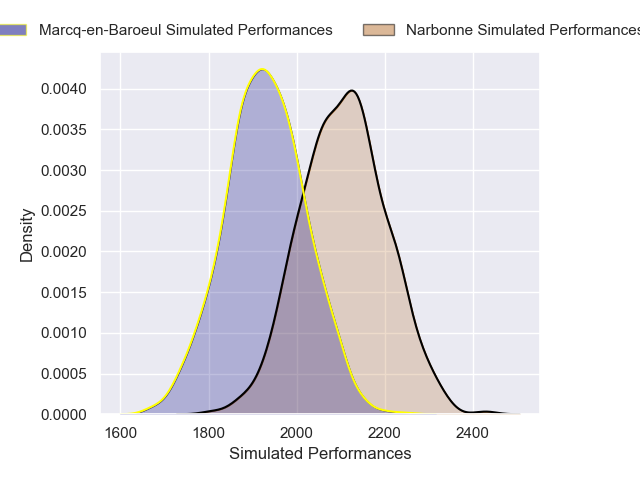 Marcq-en-Baroeul Simulated Performances
Narbonne Simulated Performances
0.0040
0.0035
0.0030
0.0025
0.0020
0.0015
0.0010
0.0005
0.0000
Density
1600 1800 2000 2200 2400
Simulated Performances